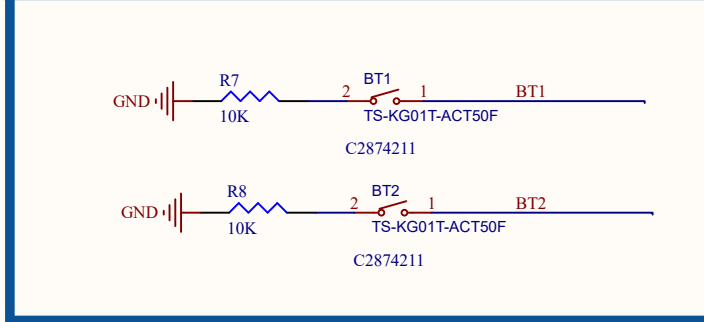 R7
BT1
GND
2
1
BT1
10K
TS-KG01T-ACT50F
C2874211
R8
BT2
GND
2
1
BT2
10K
TS-KG01T-ACT50F
C2874211